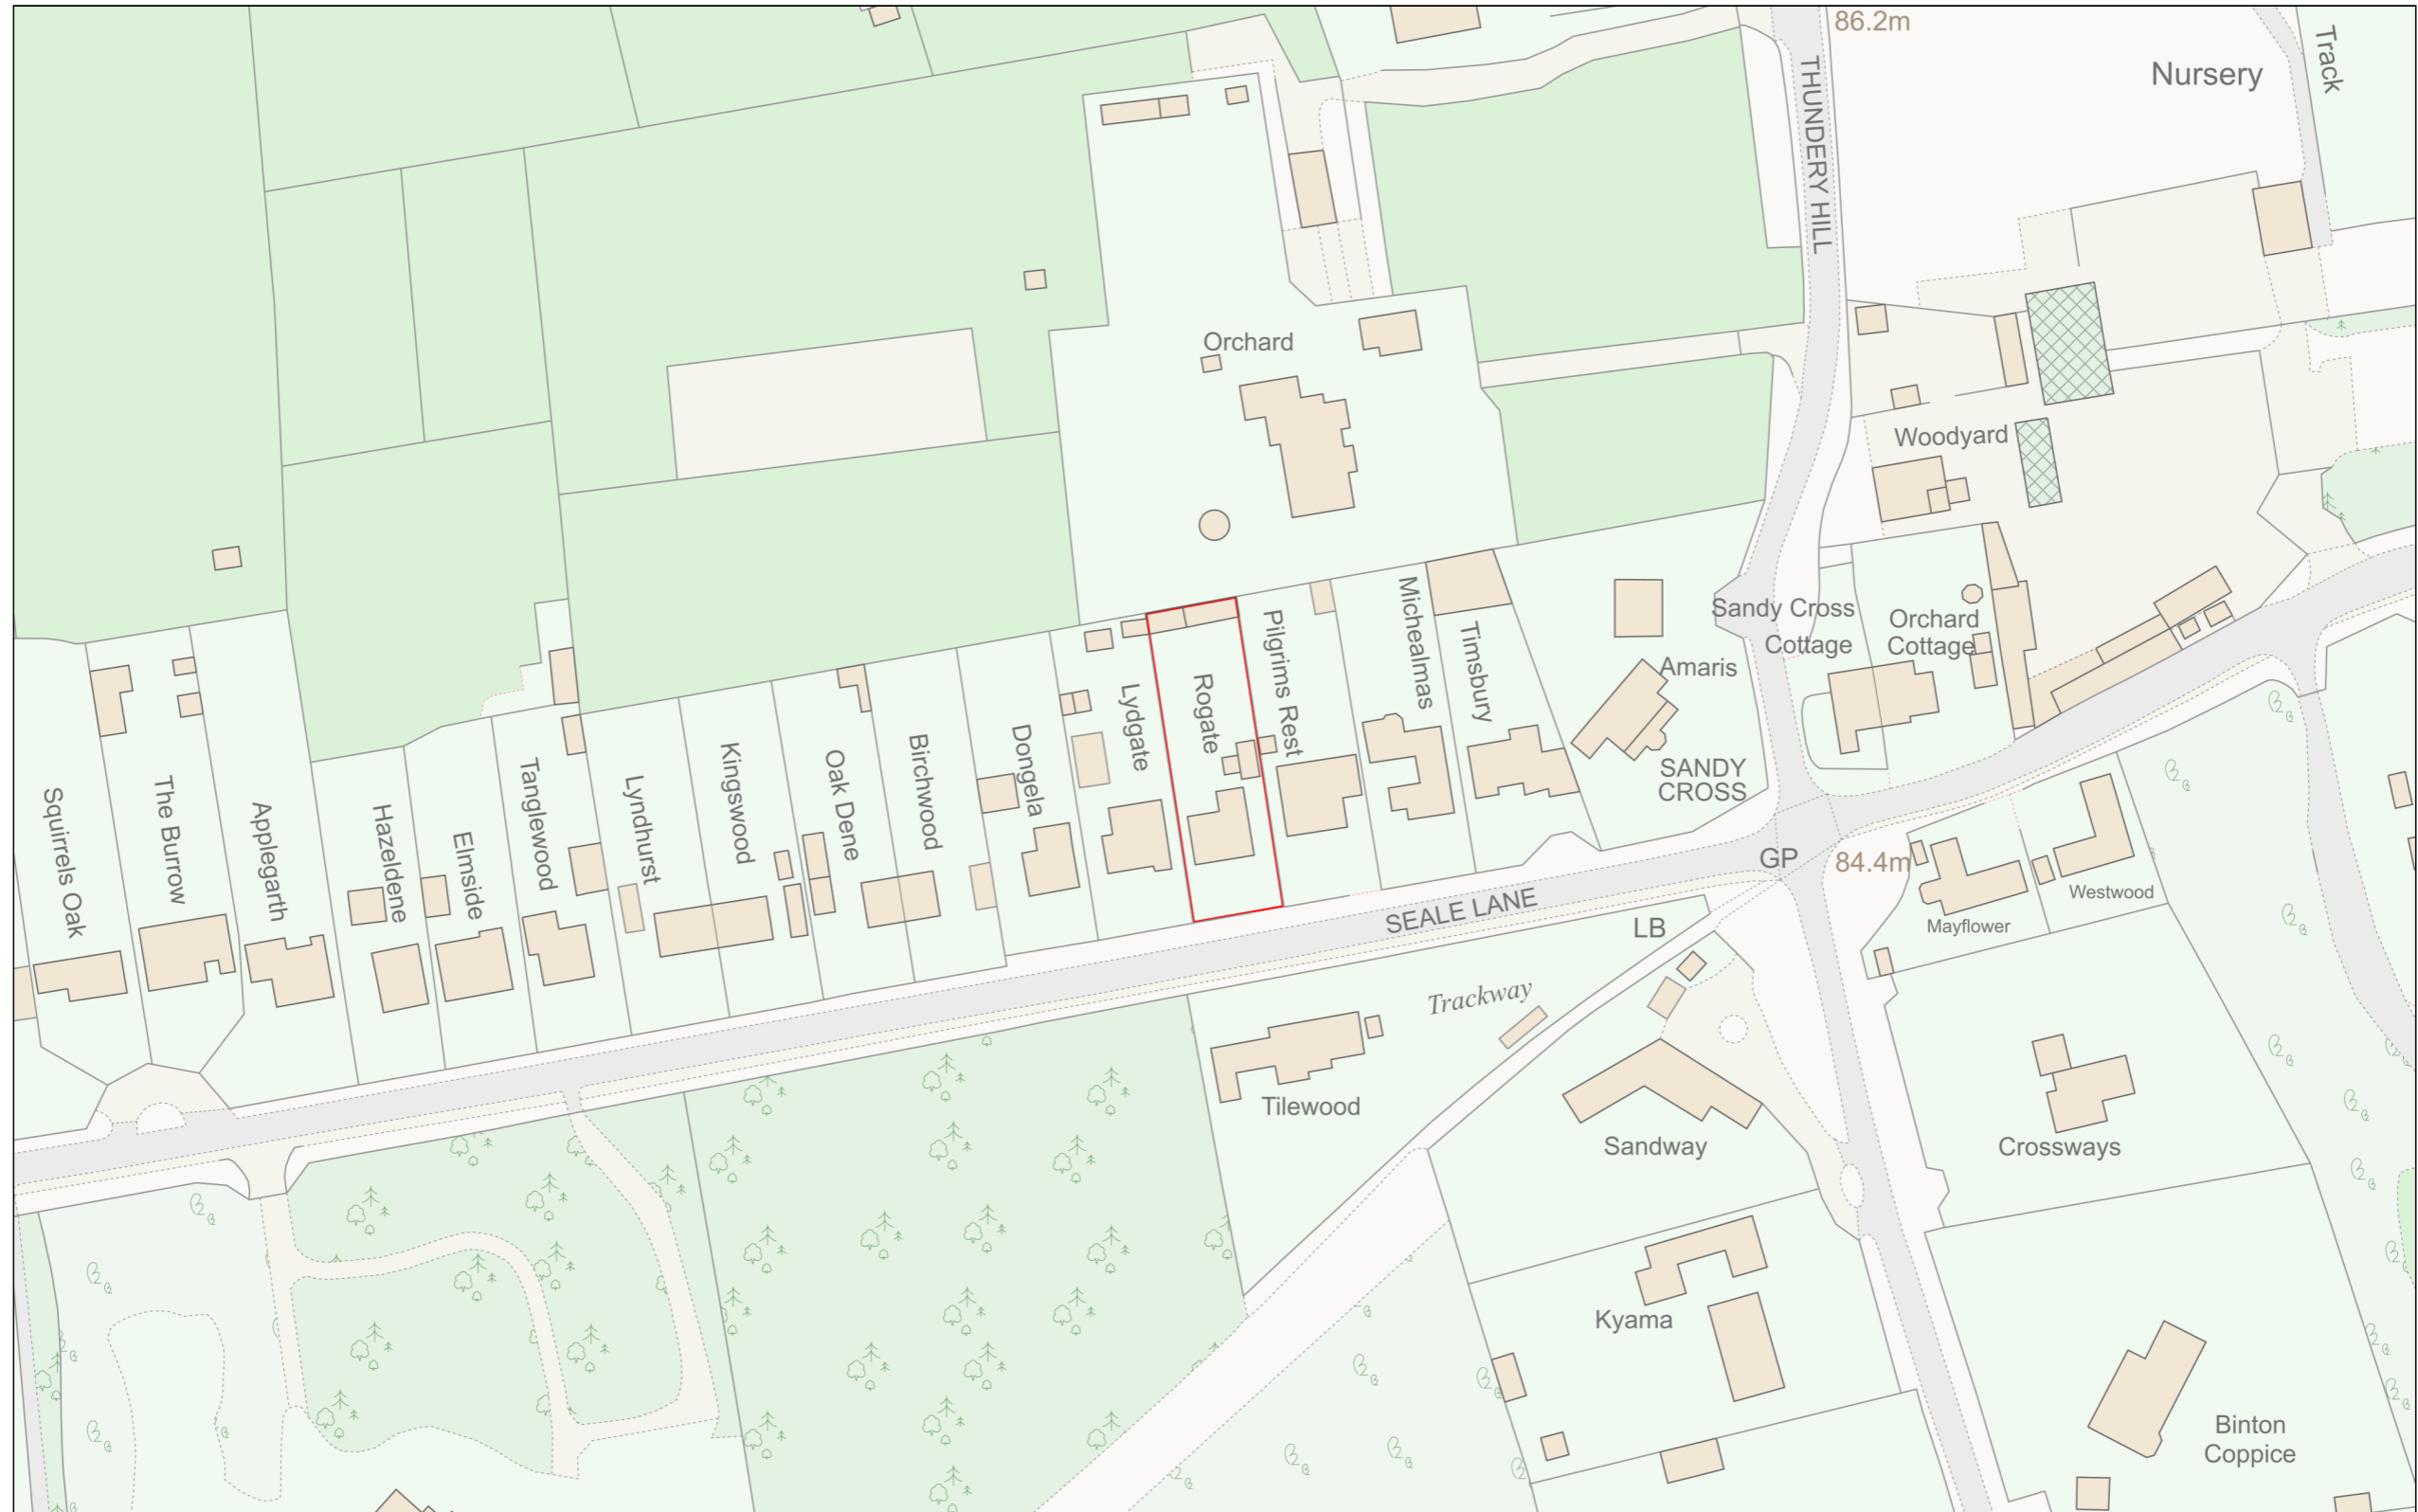 86.2m
Track
Nursery
THUNDERY HILL
Orchard
Woodyard
Sandy Cross
Cottage
Orchard
Cottage
Micheal​mas
Pilgrims Rest
Timsbury
Amaris
Rogate
Lydgate
Dongela
Birchwood
Oak Dene
Kingswood
Lyndhurst
Tanglewood
Elmside
Hazeldene
Applegarth
The Burrow
Squirrels Oak
SANDY
CROSS
GP
84.4m
Westwood
Mayflower
SEALE LANE
LB
Trackway
Tilewood
Sandway
Crossways
Kyama
Binton
Coppice